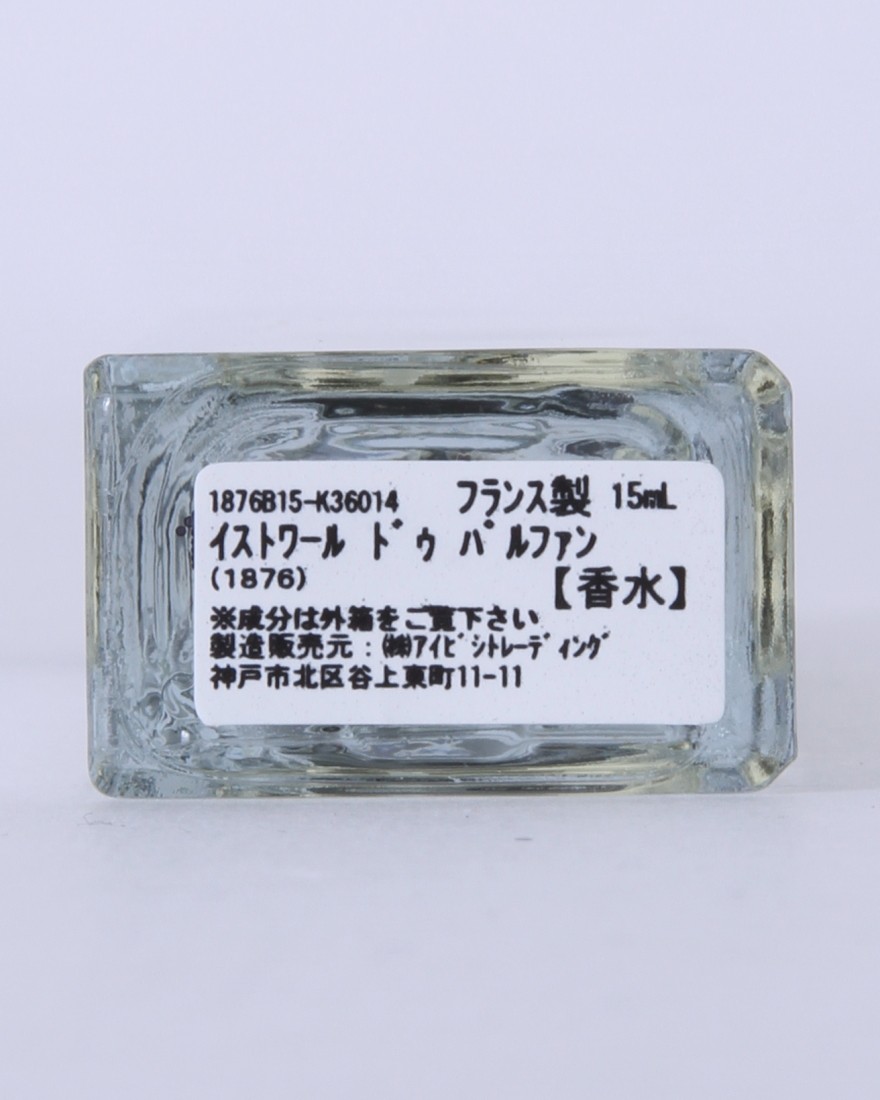 1876B15-K36014 フランス製 15mL
ｲｽﾄﾜｰﾙ ﾄﾞｩ ﾊﾟﾙﾌｧﾝ
(1876) 【香水】
※成分は外箱をご覧下さい
製造販売元：㈱ｱｲﾋﾞｼﾄﾚｰﾃﾞｨﾝｸﾞ
神戸市北区谷上東町11-11